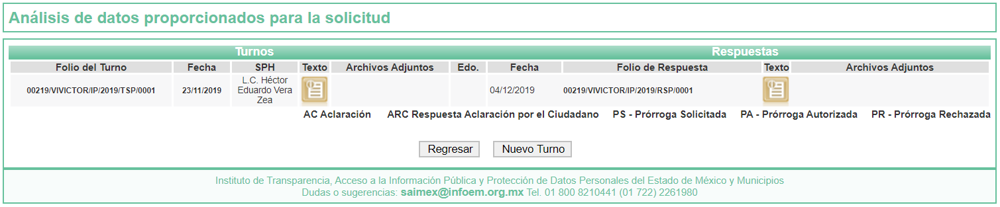 Análisis de datos proporcionados para la solicitud
Turnos Respuestas
Folio del Turno Fecha SPH Texto Archivos Adjuntos Edo. Fecha Folio de Respuesta Texto Archivos Adjuntos
00219/VIVICTOR/IP/2019/TSP/0001 23/11/2019 L.C. Héctor Eduardo Vera Zea 04/12/2019 00219/VIVICTOR/IP/2019/RSP/0001
AC Aclaración ARC Respuesta Aclaración por el Ciudadano PS - Prórroga Solicitada PA - Prórroga Autorizada PR - Prórroga Rechazada
Regresar Nuevo Turno
Instituto de Transparencia, Acceso a la Información Pública y Protección de Datos Personales del Estado de México y Municipios
Dudas o sugerencias: saimex@infoem.org.mx Tel. 01 800 8210441 (01 722) 2261980